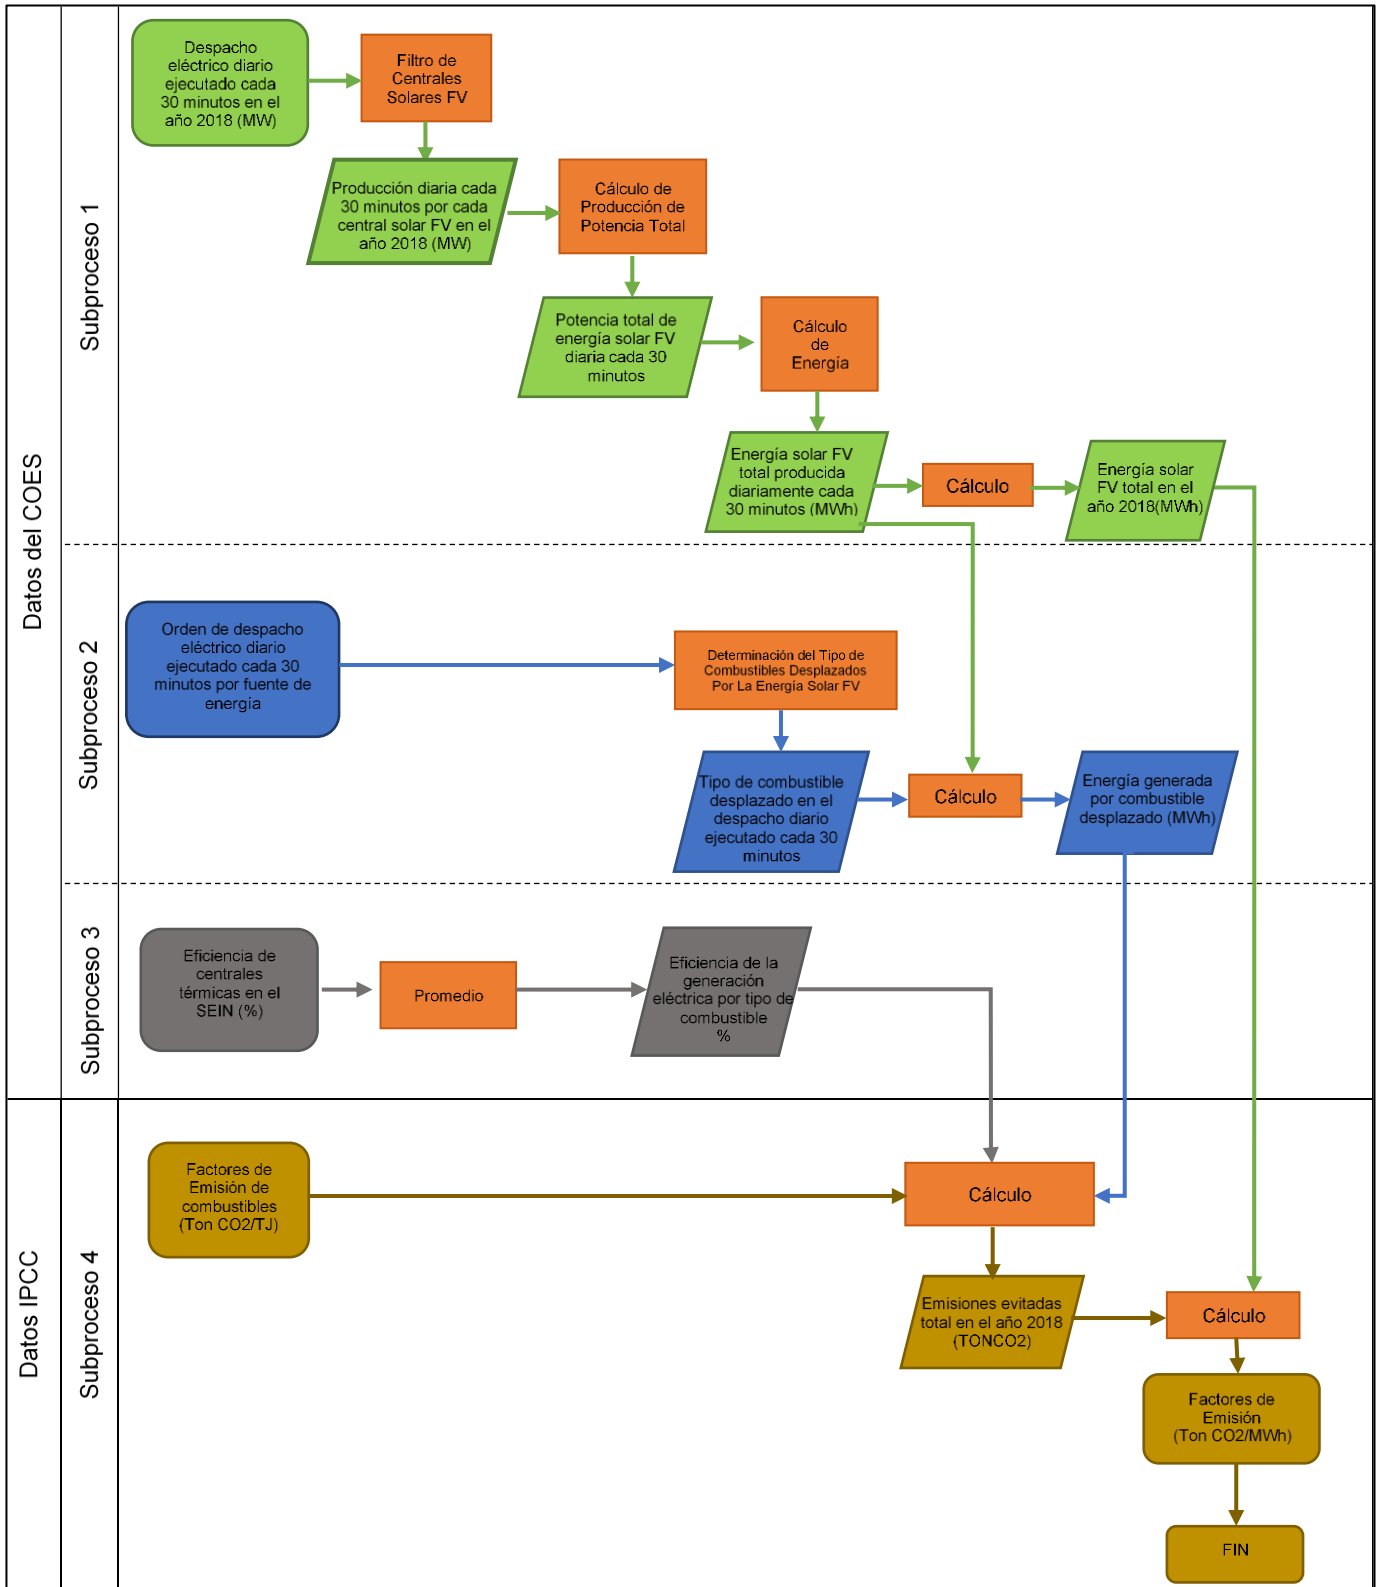 Datos del COES
Subproceso 1
Despacho
eléctrico diario
ejecutado cada
30 minutos en el
año 2018 (MW)
Filtro de
Centrales
Solares FV
Producción diaria cada
30 minutos por cada
central solar FV en el
año 2018 (MW)
Cálculo de
Producción de
Potencia Total
Potencia total de
energía solar FV
diaria cada 30
minutos
Cálculo
de
Energía
Energía solar FV
total producida
diariamente cada
30 minutos (MWh)
Cálculo
Energía solar
FV total en el
año 2018(MWh)
Subproceso 2
Orden de despacho
eléctrico diario
ejecutado cada 30
minutos por fuente de
energía
Determinación del Tipo de
Combustibles Desplazados
Por La Energía Solar FV
Tipo de combustible
desplazado en el
despacho diario
ejecutado cada 30
minutos
Cálculo
Energía generada
por combustible
desplazado (MWh)
Subproceso 3
Eficiencia de
centrales
térmicas en el
SEIN (%)
Promedio
Eficiencia de la
generación
eléctrica por tipo de
combustible
%
Datos IPCC
Subproceso 4
Factores de
Emisión de
combustibles
(Ton CO2/TJ)
Cálculo
Emisiones evitadas
total en el año 2018
(TONCO2)
Cálculo
Factores de
Emisión
(Ton CO2/MWh)
FIN